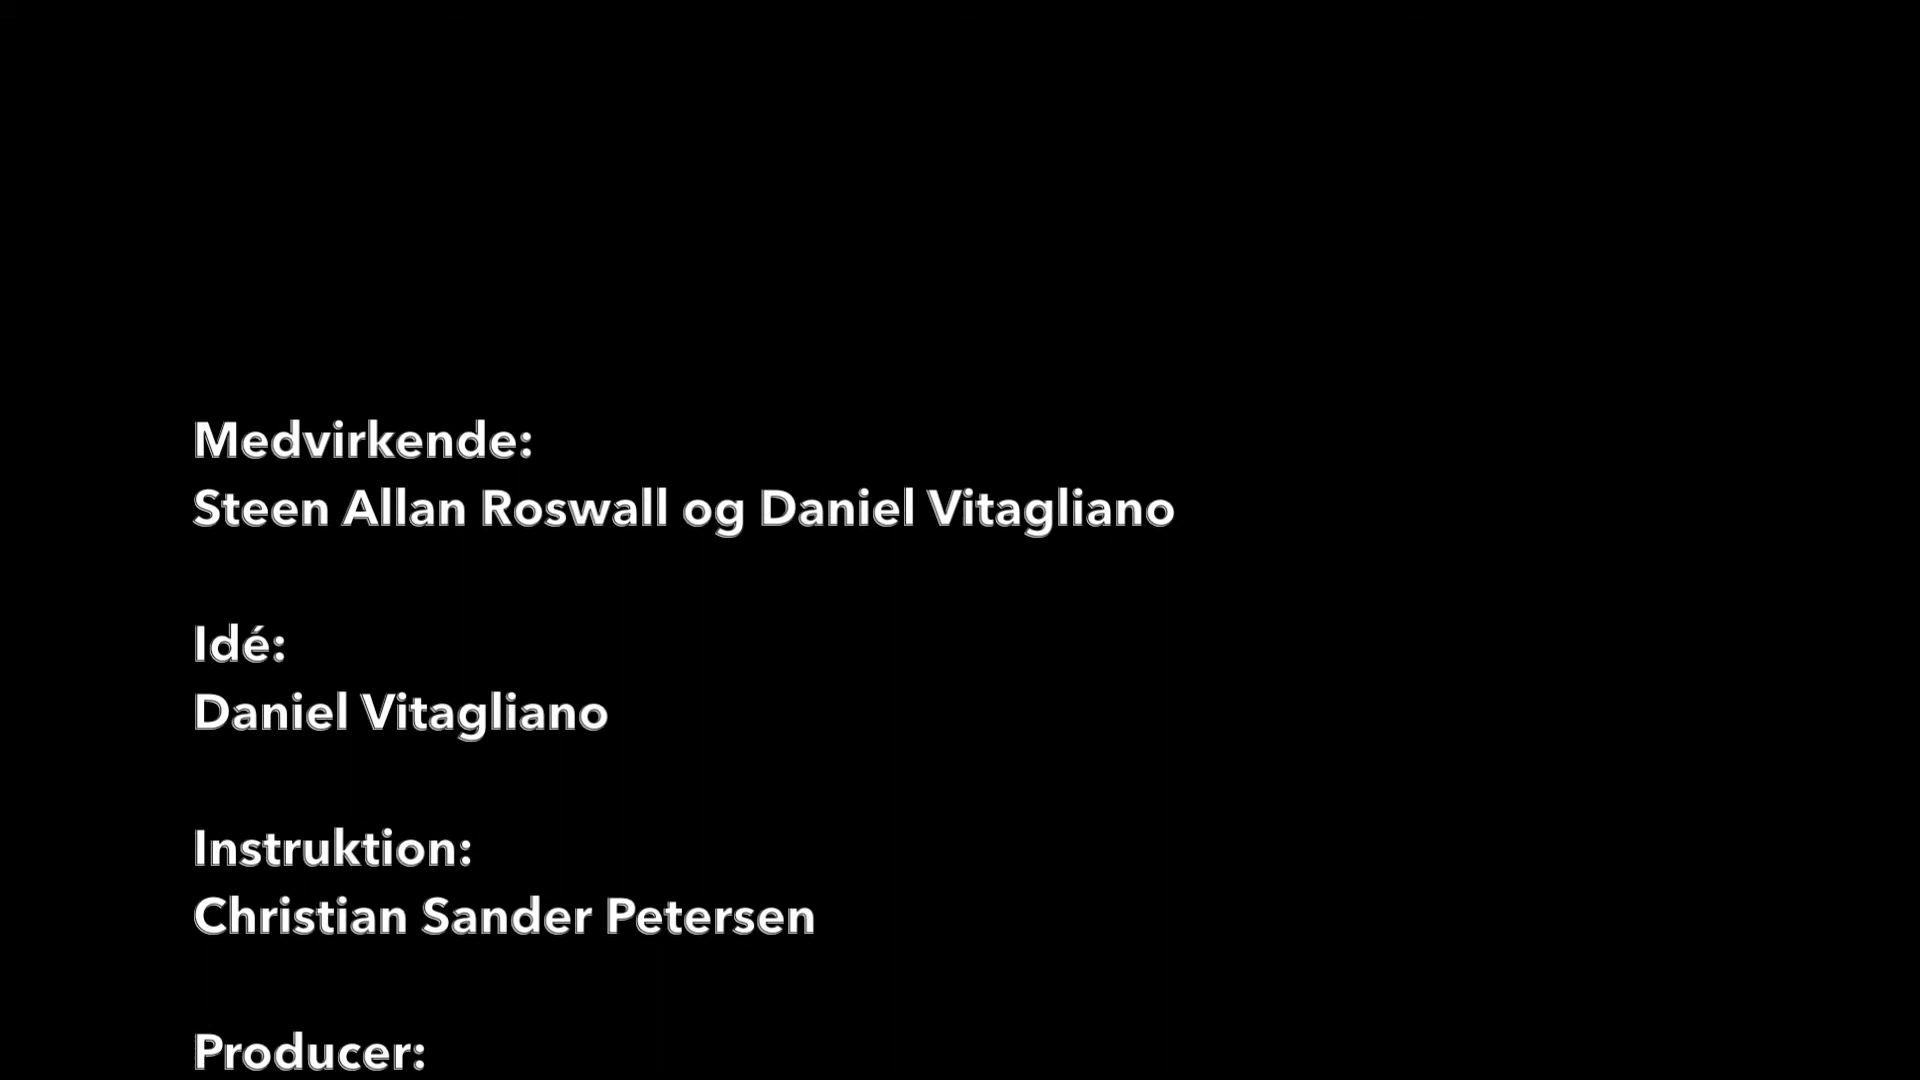 Medvirkende:
Steen Allan Roswall og Daniel Vitagliano
Idé:
Daniel Vitagliano
Instruktion:
Christian Sander Petersen
Producer: